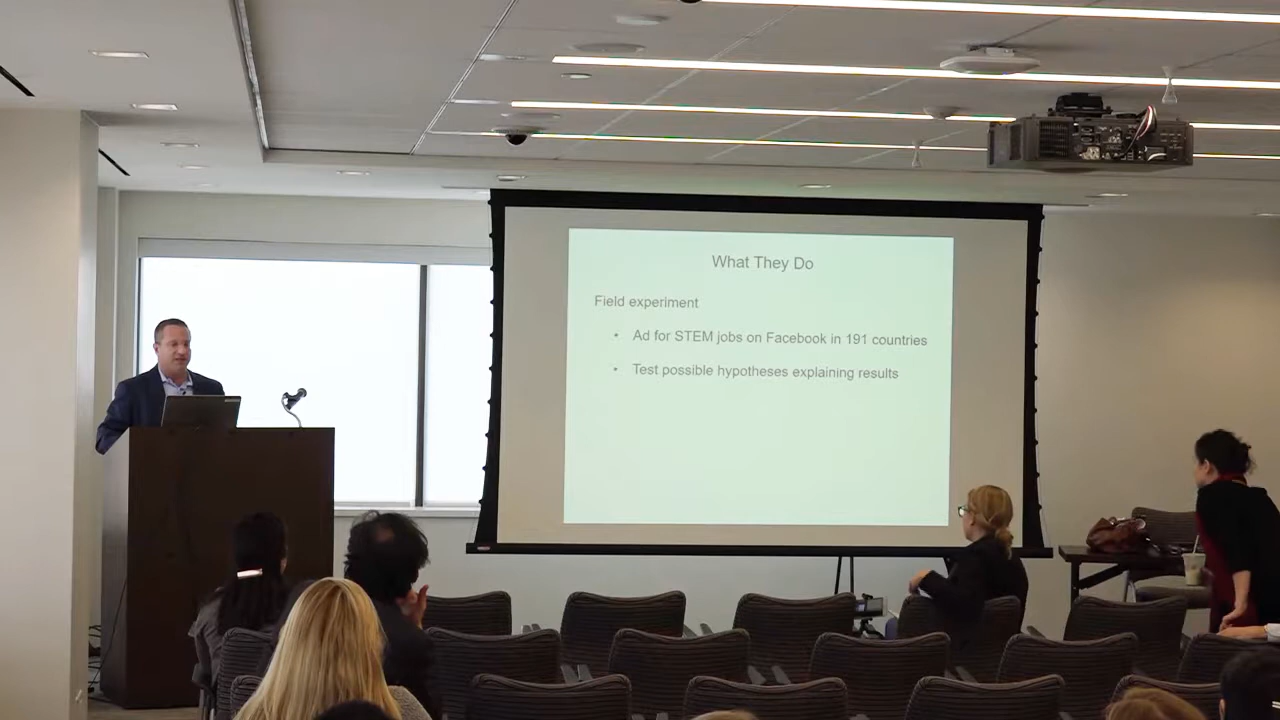 What They Do
Field experiment
• Ad for STEM jobs on Facebook in 191 countries
• Test possible hypotheses explaining results